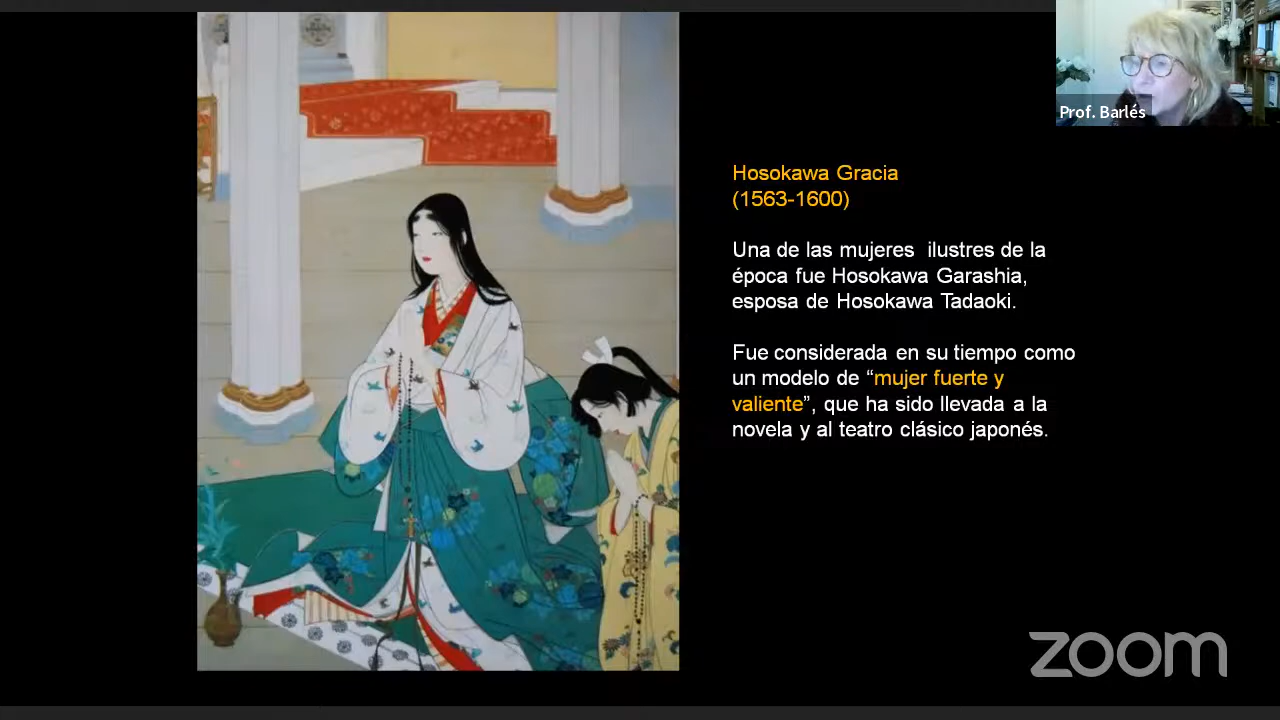 Prof. Barlés
Hosokawa Gracia
(1563-1600)
Una de las mujeres ilustres de la
época fue Hosokawa Garashia,
esposa de Hosokawa Tadaoki.
Fue considerada en su tiempo como
un modelo de “mujer fuerte y
valiente”, que ha sido llevada a la
novela y al teatro clásico japonés.
zoom